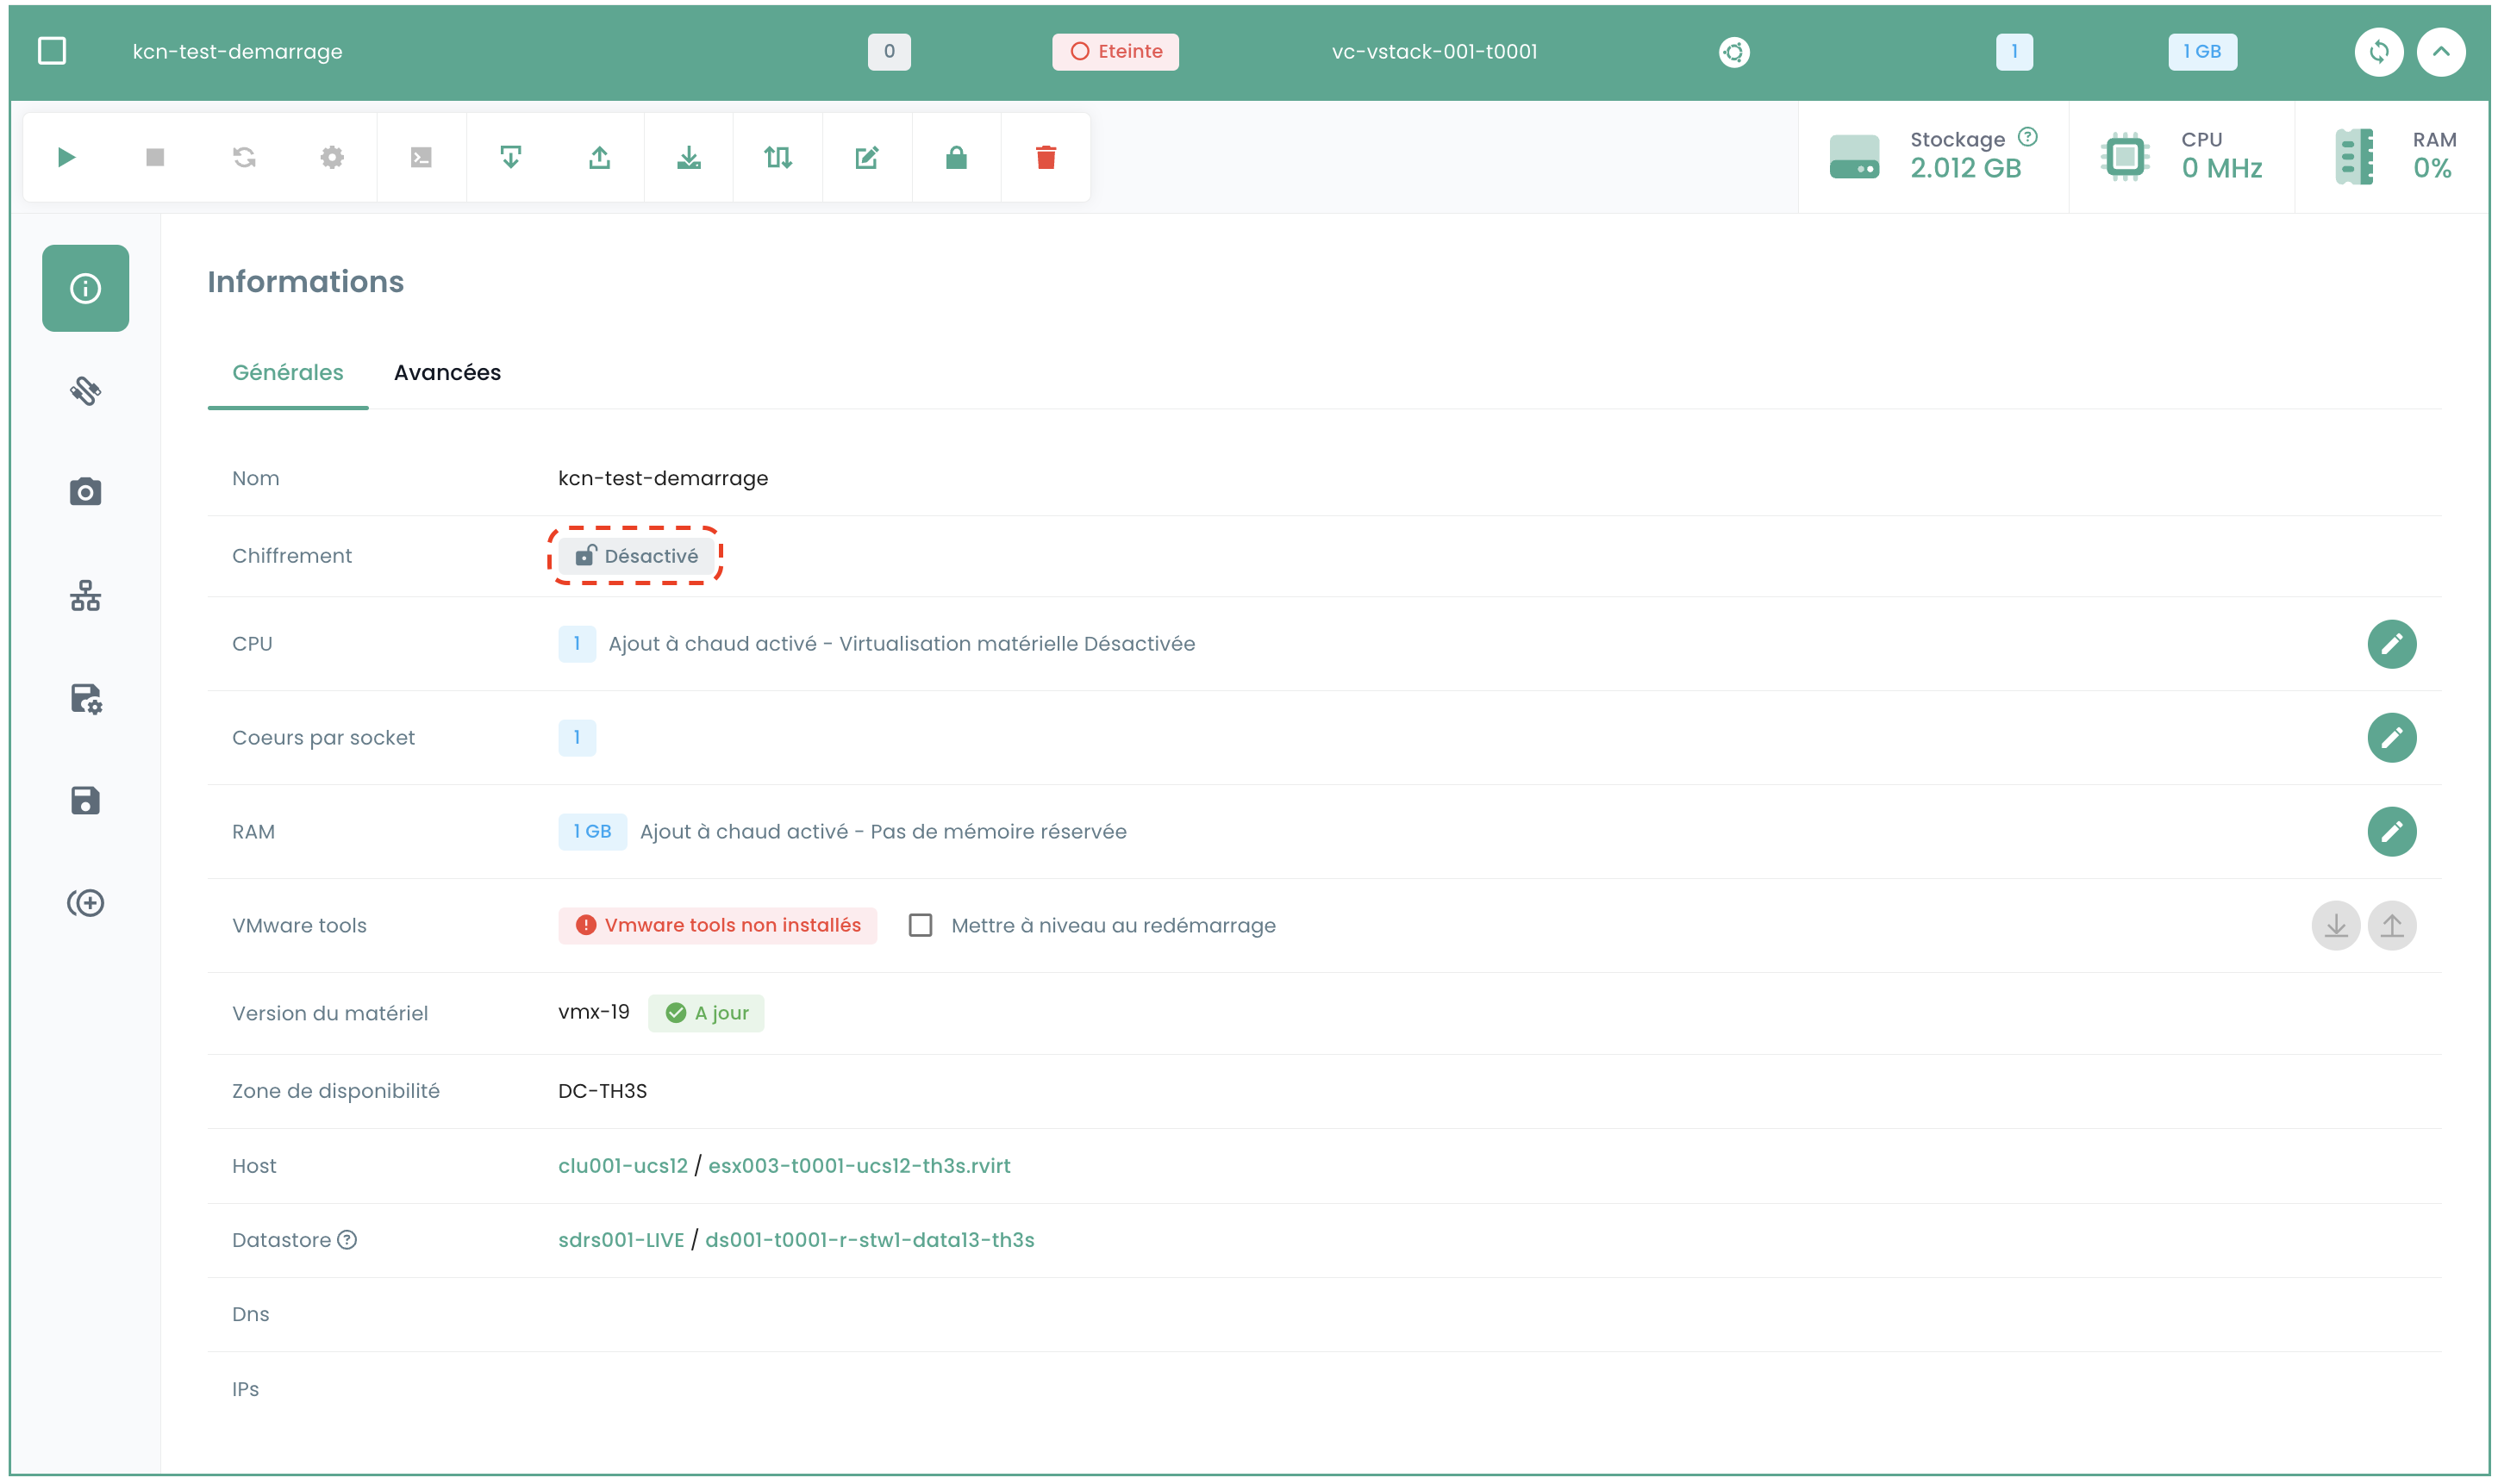 kcn-test-demarrage 0 Eteinte vc-vstack-001-t0001 1 1 GB
Stockage CPU RAM
2.012 GB 0 MHz 0%
Informations
Générales Avancées
Nom kcn-test-demarrage
Chiffrement Désactivé
CPU 1 Ajout à chaud activé - Virtualisation matérielle Désactivée
Coeurs par socket 1
RAM 1 GB Ajout à chaud activé - Pas de mémoire réservée
VMware tools Vmware tools non installés Mettre à niveau au redémarrage
Version du matériel vmx-19 A jour
Zone de disponibilité DC-TH3S
Host clu001-ucs12 / esx003-t0001-ucs12-th3s.rvirt
Datastore sdrs001-LIVE / ds001-t0001-r-stw1-data13-th3s
Dns
IPs